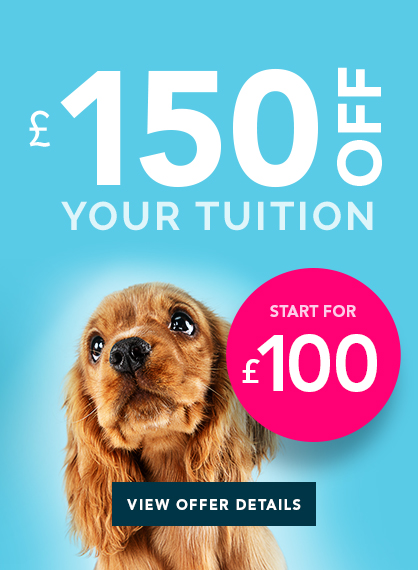 £150 OFF
YOUR TUITION
START FOR
£100
VIEW OFFER DETAILS